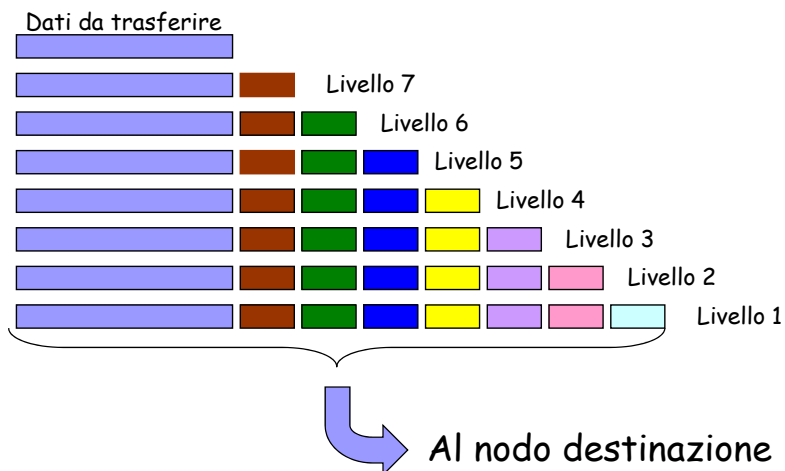 Dati da trasferire
Livello 7
Livello 6
Livello 5
Livello 4
Livello 3
Livello 2
Livello 1
Al nodo destinazione